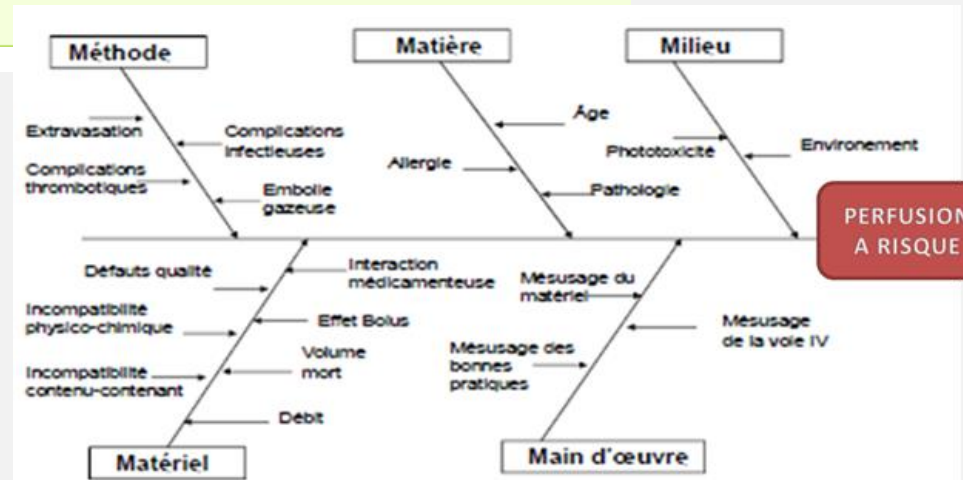 Méthode
Matière
Milieu
Extravasation
Complications
infectieuses
Complications
thrombotiques
Embolie
gazeuse
Âge
Allergie
Pathologie
Phototoxicité
Environement
PERFUSION
A RISQUE
Défauts qualité
Interaction
médicamenteuse
Incompatibilité
physico-chimique
Effet Bolus
Volume
mort
Incompatibilité
contenu-contenant
Débit
Mésusage du
matériel
Mésusage
de la voie IV
Mésusage des
bonnes
pratiques
Matériel
Main d'œuvre